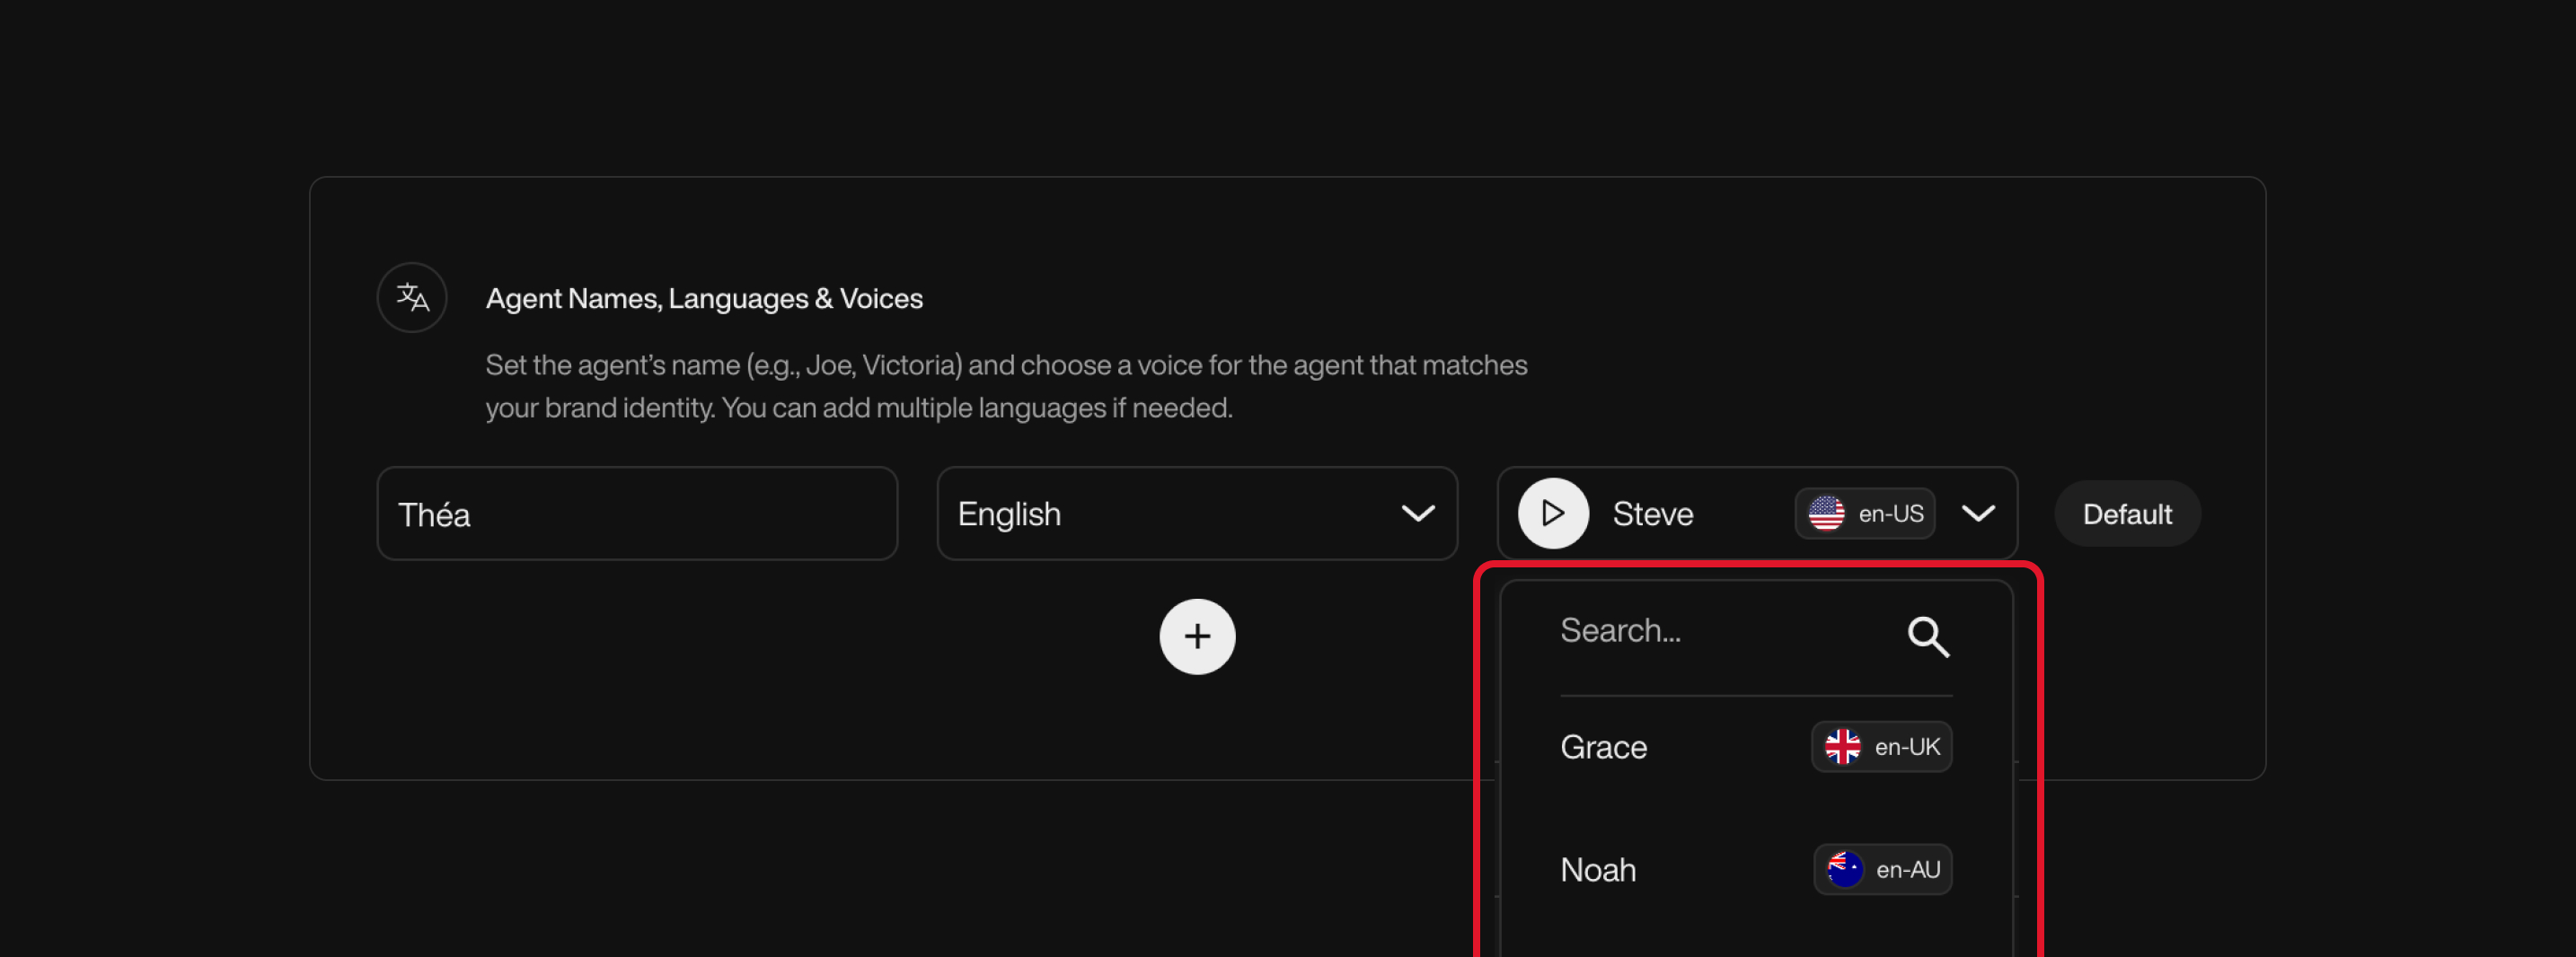 Agent Names, Languages & Voices
Set the agent’s name (e.g., Joe, Victoria) and choose a voice for the agent that matches
your brand identity. You can add multiple languages if needed.
Théa
English
Steve
en-US
Default
Search...
Grace
en-UK
Noah
en-AU